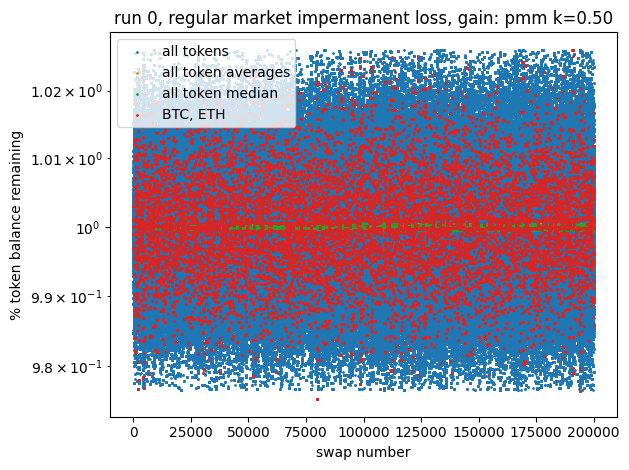 run 0, regular market impermanent loss, gain: pmm k=0.50
all tokens
all token averages
all token median
BTC, ETH
% token balance remaining
1.02 × 10⁰
1.01 × 10⁰
10⁰
9.9 × 10⁻¹
9.8 × 10⁻¹
0 25000 50000 75000 100000 125000 150000 175000 200000
swap number